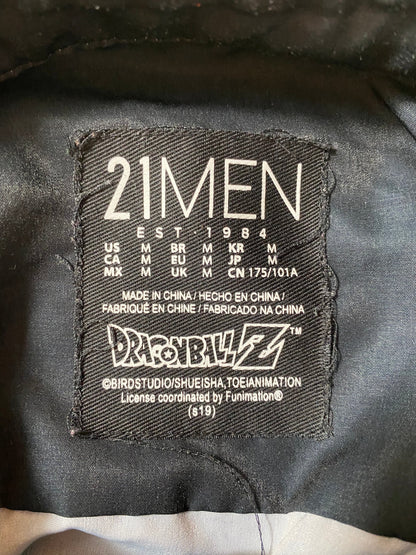 21MEN
EST·1984
US M BR M KR M
CA M EU M JP M
MX M UK M CN 175/101A
MADE IN CHINA / HECHO EN CHINA /
FABRIQUÉ EN CHINE / FABRICADO NA CHINA
DRAGONBALL Z™
©BIRDSTUDIO/SHUEISHA,TOEIANIMATION
License coordinated by Funimation®
(s19)